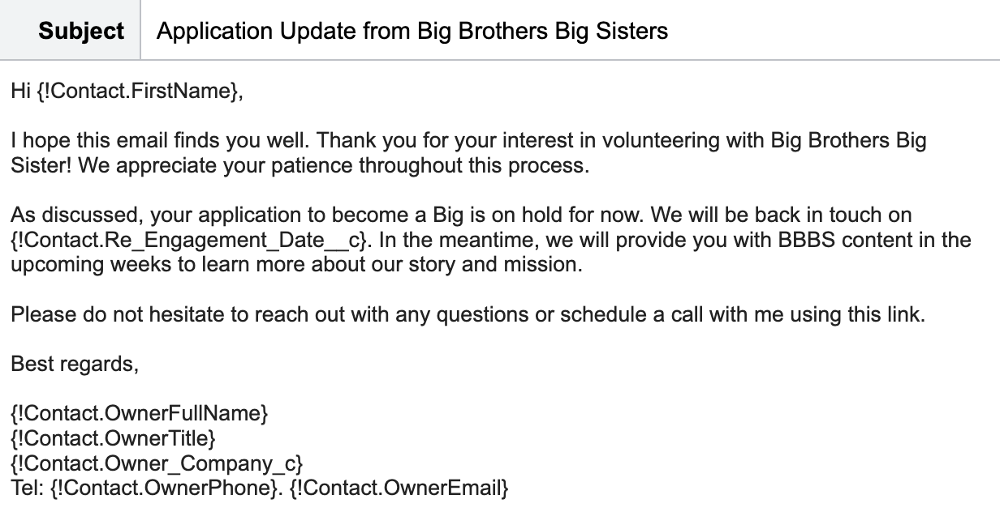 Subject Application Update from Big Brothers Big Sisters
Hi {!Contact.FirstName},
I hope this email finds you well. Thank you for your interest in volunteering with Big Brothers Big
Sister! We appreciate your patience throughout this process.
As discussed, your application to become a Big is on hold for now. We will be back in touch on
{!Contact.Re_Engagement_Date__c}. In the meantime, we will provide you with BBBS content in the
upcoming weeks to learn more about our story and mission.
Please do not hesitate to reach out with any questions or schedule a call with me using this link.
Best regards,
{!Contact.OwnerFullName}
{!Contact.OwnerTitle}
{!Contact.Owner_Company_c}
Tel: {!Contact.OwnerPhone}. {!Contact.OwnerEmail}